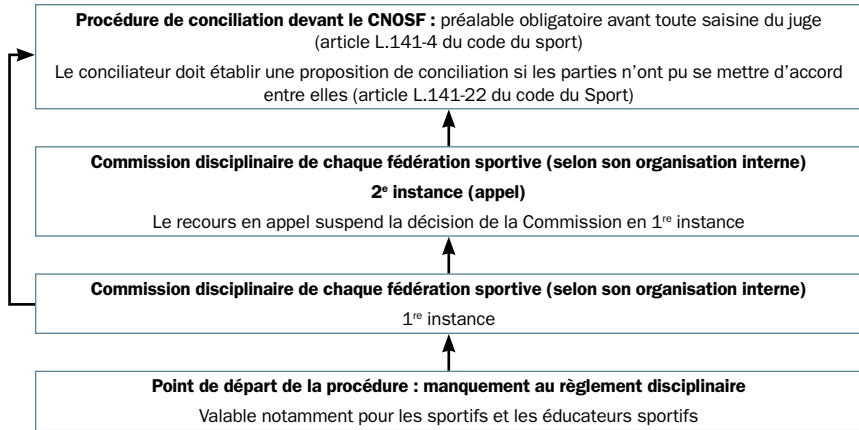 Procédure de conciliation devant le CNOSF : préalable obligatoire avant toute saisine du juge
(article L.141-4 du code du sport)
Le conciliateur doit établir une proposition de conciliation si les parties n'ont pu se mettre d'accord
entre elles (article L.141-22 du code du Sport)
Commission disciplinaire de chaque fédération sportive (selon son organisation interne)
2e instance (appel)
Le recours en appel suspend la décision de la Commission en 1re instance
Commission disciplinaire de chaque fédération sportive (selon son organisation interne)
1re instance
Point de départ de la procédure : manquement au règlement disciplinaire
Valable notamment pour les sportifs et les éducateurs sportifs